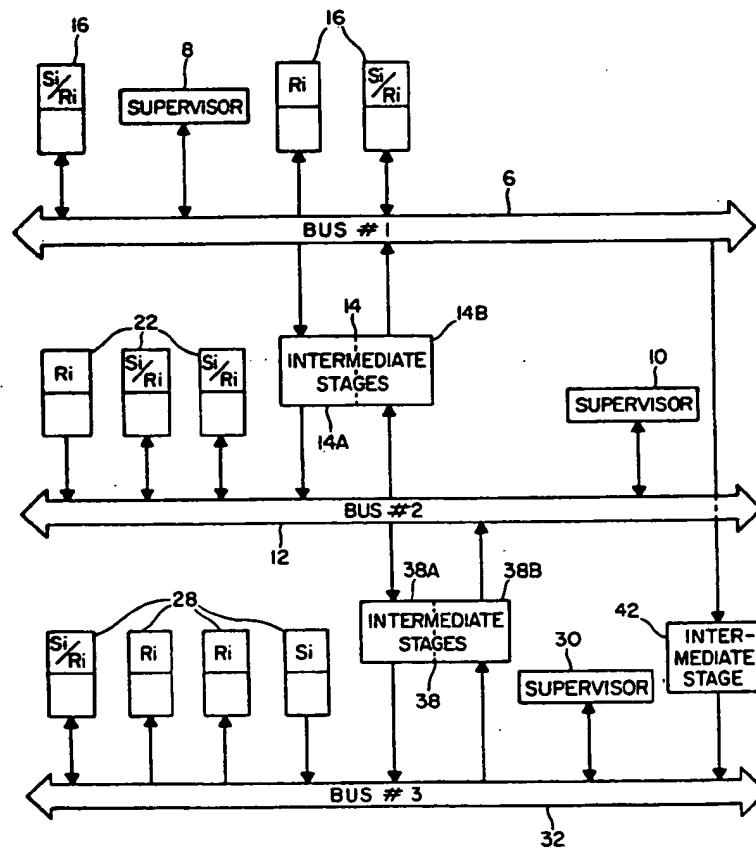 16
8
16
Si/Ri
SUPERVISOR
Ri
Si/Ri
6
BUS # 1
22
14
14B
Ri
Si/Ri
Si/Ri
INTERMEDIATE
STAGES
10
SUPERVISOR
14A
BUS #2
12
38A
38B
28
42
Si/Ri
Ri
Ri
Si
INTERMEDIATE
STAGES
30
INTER-
MEDIATE
STAGE
38
SUPERVISOR
BUS # 3
32